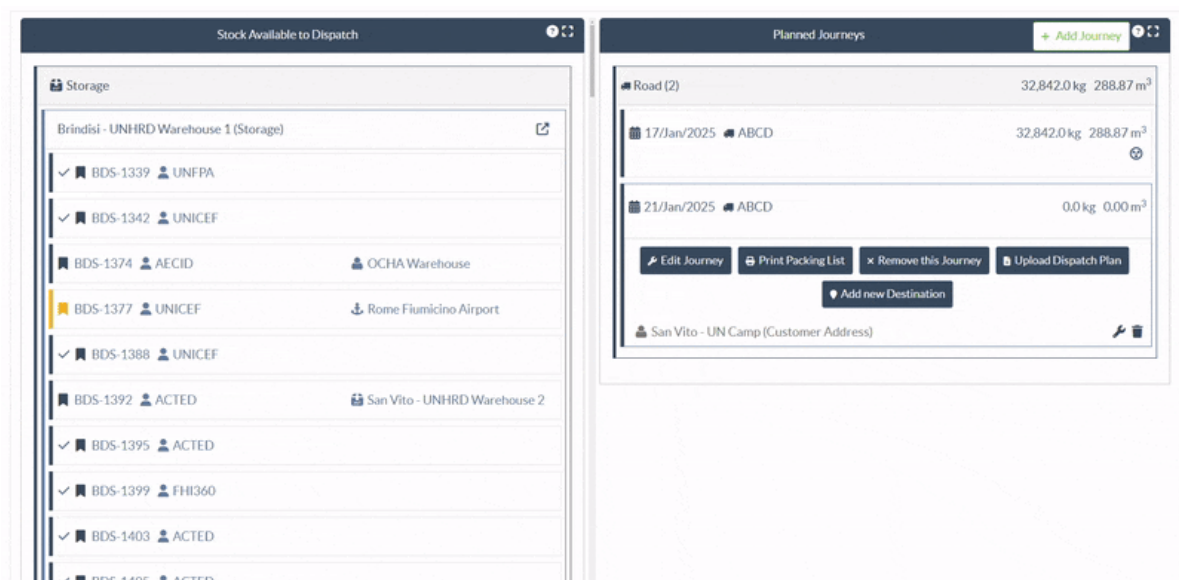 Stock Available to Dispatch
Storage
Brindisi - UNHRD Warehouse 1 (Storage)
BDS-1339 UNFPA
BDS-1342 UNICEF
BDS-1374 AECID OCHA Warehouse
BDS-1377 UNICEF Rome Fiumicino Airport
BDS-1388 UNICEF
BDS-1392 ACTED San Vito - UNHRD Warehouse 2
BDS-1395 ACTED
BDS-1399 FHI360
BDS-1403 ACTED
BDS-1405 ACTED
Planned Journeys
+ Add Journey
Road (2) 32,842.0 kg 288.87 m³
17/Jan/2025 ABCD 32,842.0 kg 288.87 m³
21/Jan/2025 ABCD 0.0 kg 0.00 m³
Edit Journey Print Packing List × Remove this Journey Upload Dispatch Plan
Add new Destination
San Vito - UN Camp (Customer Address)